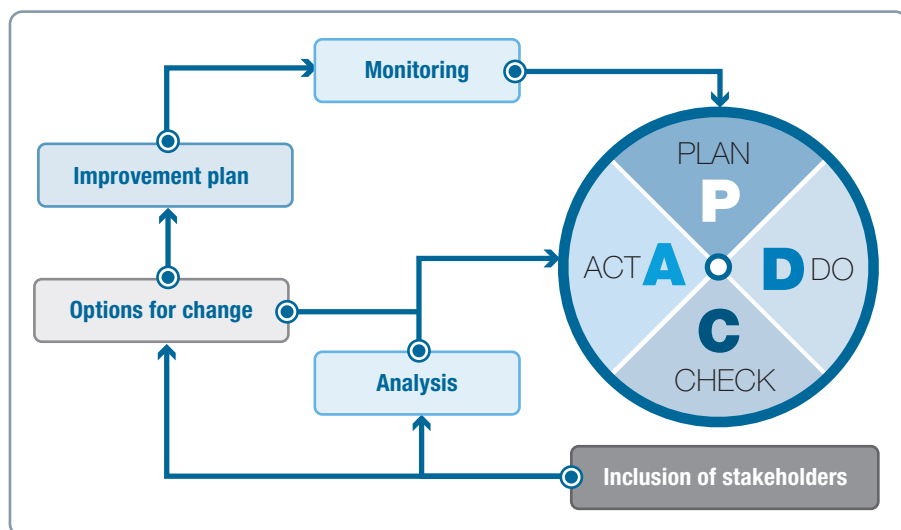 Monitoring
Improvement plan
PLAN
P
Options for change
ACT A
D DO
C
CHECK
Analysis
Inclusion of stakeholders